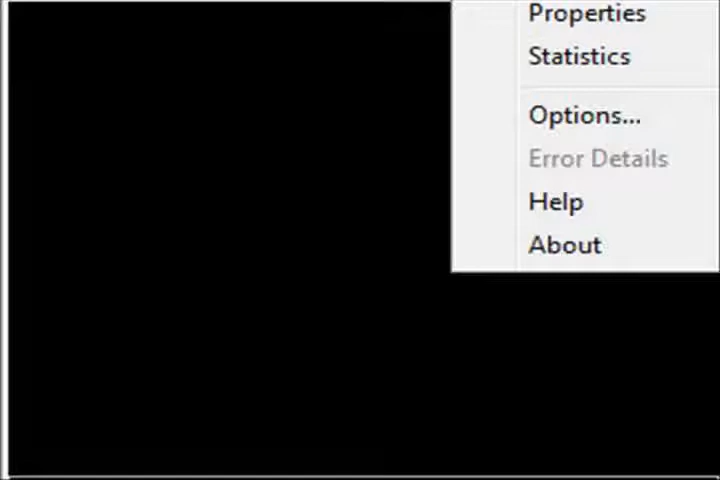 Properties
Statistics
Options...
Error Details
Help
About